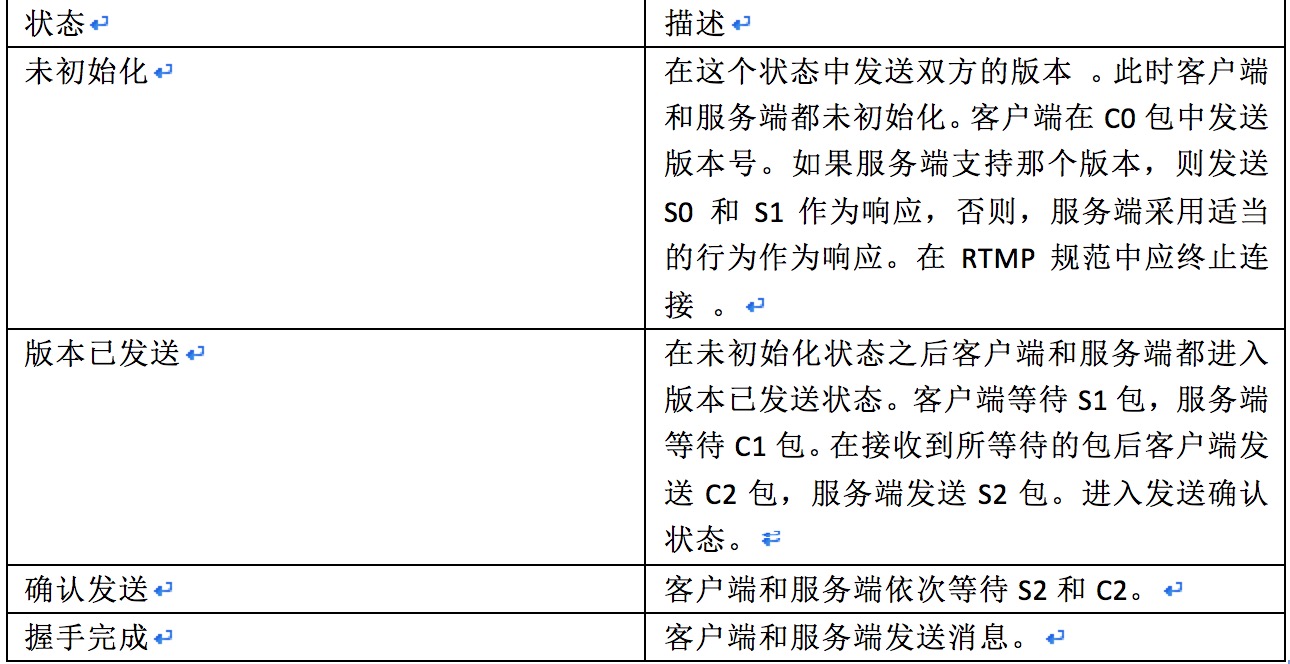 状态
描述
未初始化
在这个状态中发送双方的版本 。此时客户端
和服务端都未初始化。客户端在 C0 包中发送
版本号。如果服务端支持那个版本，则发送
S0 和 S1 作为响应，否则，服务端采用适当
的行为作为响应。在 RTMP 规范中应终止连
接 。
版本已发送
在未初始化状态之后客户端和服务端都进入
版本已发送状态。客户端等待 S1 包，服务端
等待 C1 包。在接收到所等待的包后客户端发
送 C2 包，服务端发送 S2 包。进入发送确认
状态。
确认发送
客户端和服务端依次等待 S2 和 C2。
握手完成
客户端和服务端发送消息。